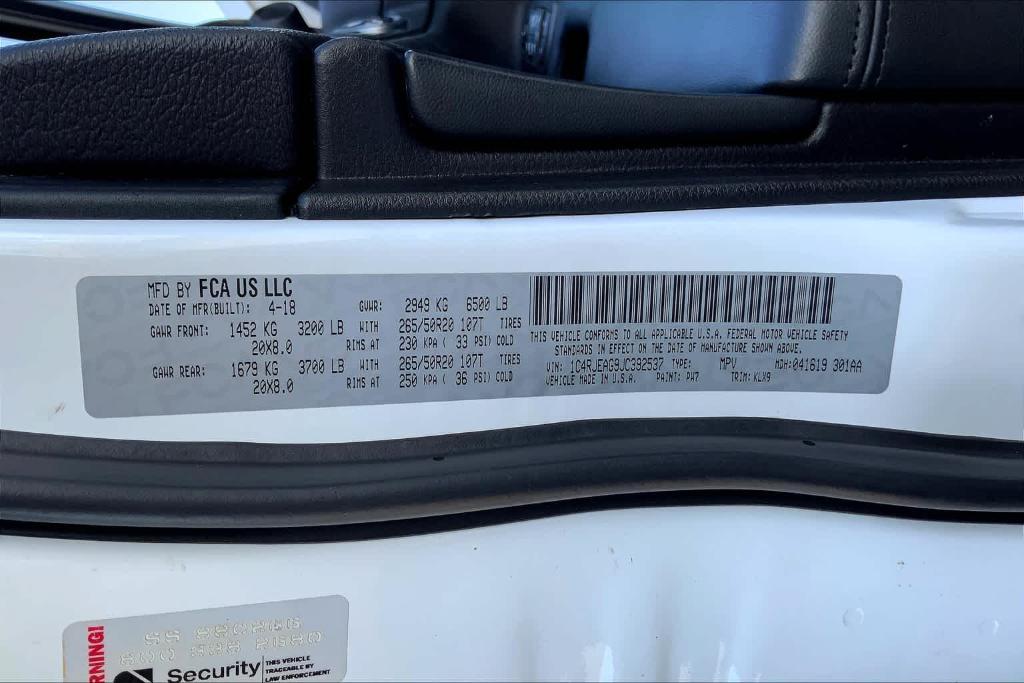 MFD BY FCA US LLC
DATE OF MFR(BUILT): 4-18 GVWR: 2949 KG 6500 LB
GAWR FRONT: 1452 KG 3200 LB WITH 265/50R20 107T TIRES
20X8.0 RIMS AT 230 KPA ( 33 PSI) COLD
GAWR REAR: 1679 KG 3700 LB WITH 265/50R20 107T TIRES
20X8.0 RIMS AT 250 KPA ( 36 PSI) COLD
THIS VEHICLE CONFORMS TO ALL APPLICABLE U.S.A. FEDERAL MOTOR VEHICLE SAFETY
STANDARDS IN EFFECT ON THE DATE OF MANUFACTURE SHOWN ABOVE.
VIN: 1C4RJEAG9JC392537 TYPE: MPV MDH:041619 301AA
VEHICLE MADE IN U.S.A. PAINT: PW7 TRIM: KLX9
RNING!
Security
THIS VEHICLE
TRACEABLE BY
LAW ENFORCEMENT